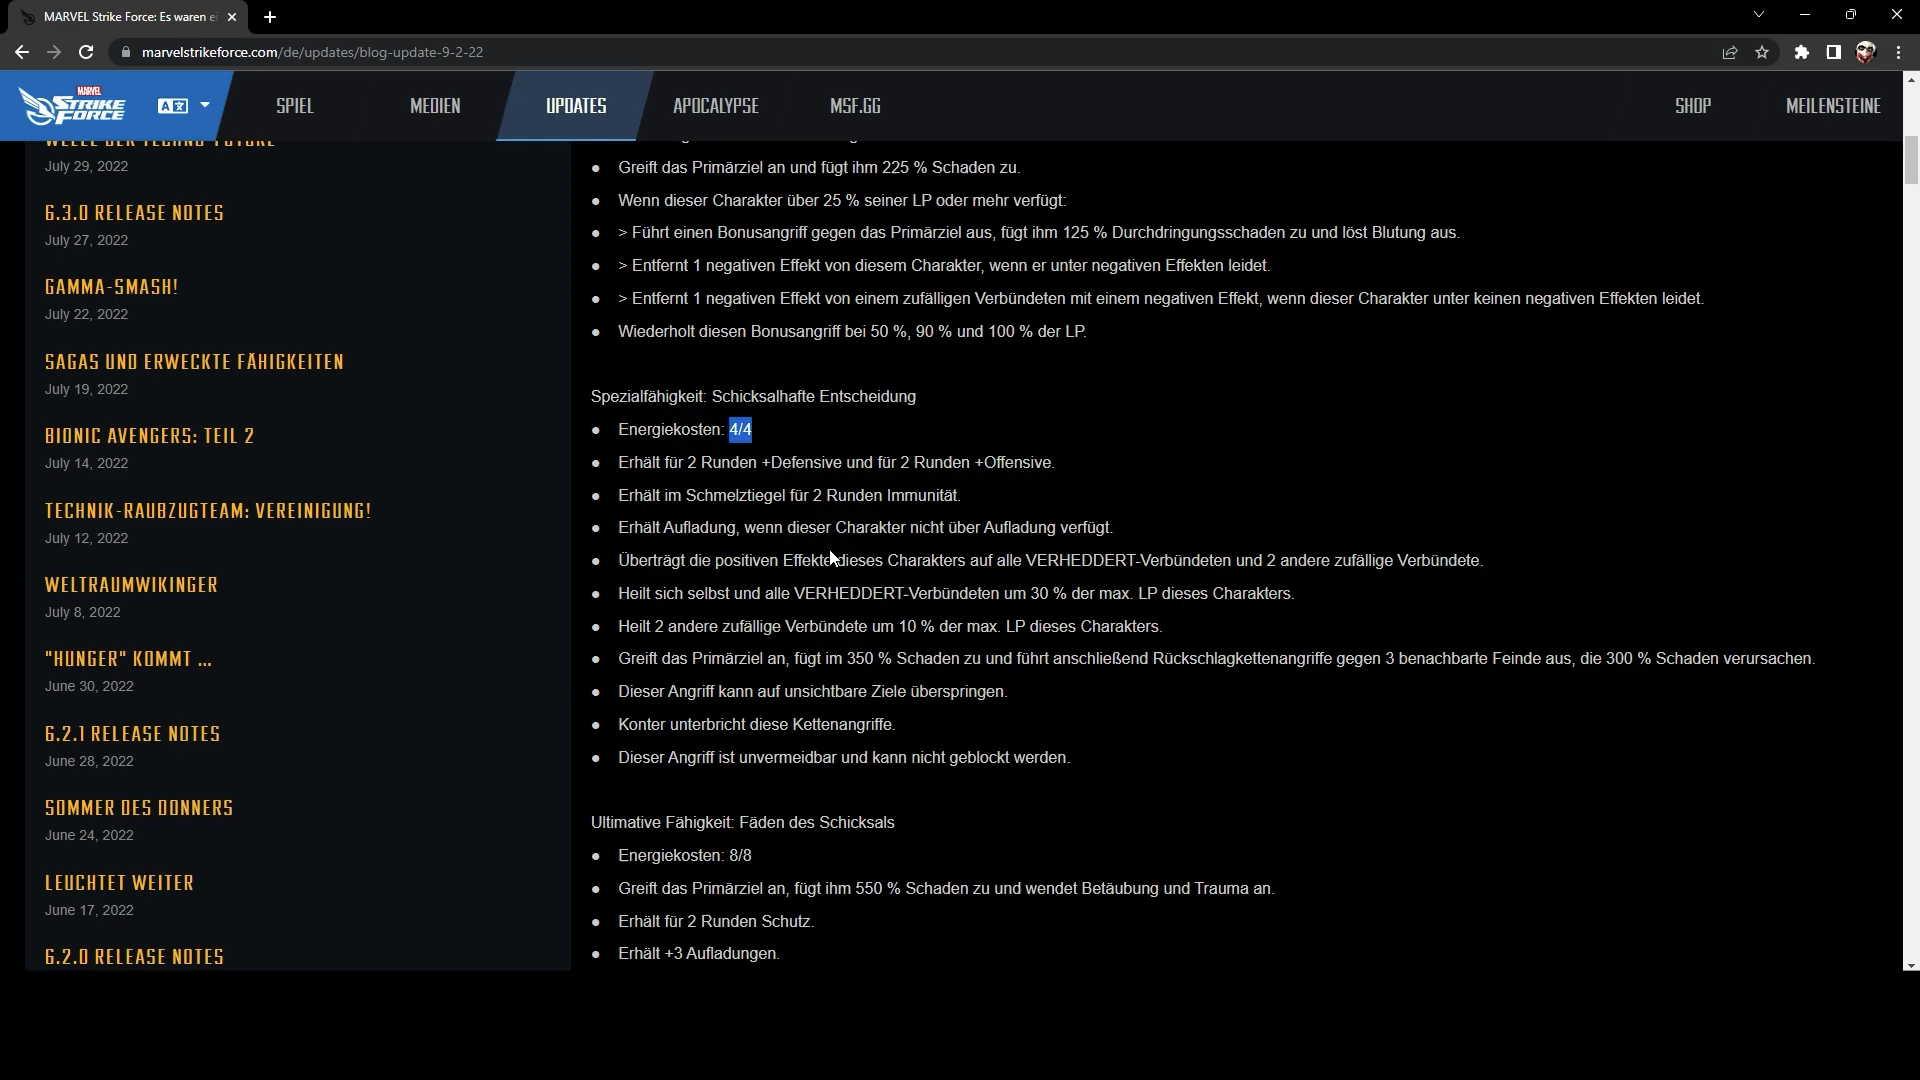 MARVEL Strike Force: Es waren ei
marvelstrikeforce.com/de/updates/blog-update-9-2-22
MARVEL
STRIKE
FORCE
SPIEL
MEDIEN
UPDATES
APOCALYPSE
MSF.GG
SHOP
MEILENSTEINE
WELLE DER TECHNO-FUTURE
July 29, 2022
6.3.0 RELEASE NOTES
July 27, 2022
GAMMA-SMASH!
July 22, 2022
SAGAS UND ERWECKTE FÄHIGKEITEN
July 19, 2022
BIONIC AVENGERS: TEIL 2
July 14, 2022
TECHNIK-RAUBZUGTEAM: VEREINIGUNG!
July 12, 2022
WELTRAUMWIKINGER
July 8, 2022
"HUNGER" KOMMT ...
June 30, 2022
6.2.1 RELEASE NOTES
June 28, 2022
SOMMER DES DONNERS
June 24, 2022
LEUCHTET WEITER
June 17, 2022
6.2.0 RELEASE NOTES
● Greift das Primärziel an und fügt ihm 225 % Schaden zu.
● Wenn dieser Charakter über 25 % seiner LP oder mehr verfügt:
● > Führt einen Bonusangriff gegen das Primärziel aus, fügt ihm 125 % Durchdringungsschaden zu und löst Blutung aus.
● > Entfernt 1 negativen Effekt von diesem Charakter, wenn er unter negativen Effekten leidet.
● > Entfernt 1 negativen Effekt von einem zufälligen Verbündeten mit einem negativen Effekt, wenn dieser Charakter unter keinen negativen Effekten leidet.
● Wiederholt diesen Bonusangriff bei 50 %, 90 % und 100 % der LP.
Spezialfähigkeit: Schicksalhafte Entscheidung
● Energiekosten: 4/4
● Erhält für 2 Runden +Defensive und für 2 Runden +Offensive.
● Erhält im Schmelztiegel für 2 Runden Immunität.
● Erhält Aufladung, wenn dieser Charakter nicht über Aufladung verfügt.
● Überträgt die positiven Effekte dieses Charakters auf alle VERHEDDERT-Verbündeten und 2 andere zufällige Verbündete.
● Heilt sich selbst und alle VERHEDDERT-Verbündeten um 30 % der max. LP dieses Charakters.
● Heilt 2 andere zufällige Verbündete um 10 % der max. LP dieses Charakters.
● Greift das Primärziel an, fügt im 350 % Schaden zu und führt anschließend Rückschlagkettenangriffe gegen 3 benachbarte Feinde aus, die 300 % Schaden verursachen.
● Dieser Angriff kann auf unsichtbare Ziele überspringen.
● Konter unterbricht diese Kettenangriffe.
● Dieser Angriff ist unvermeidbar und kann nicht geblockt werden.
Ultimative Fähigkeit: Fäden des Schicksals
● Energiekosten: 8/8
● Greift das Primärziel an, fügt ihm 550 % Schaden zu und wendet Betäubung und Trauma an.
● Erhält für 2 Runden Schutz.
● Erhält +3 Aufladungen.